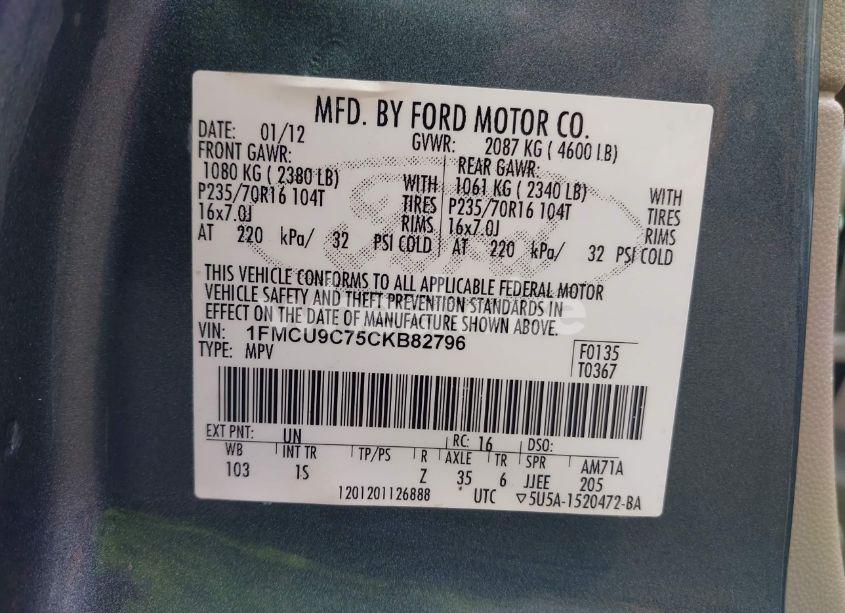 MFD. BY FORD MOTOR CO.
DATE: 01/12 GVWR: 2087 KG ( 4600 LB)
FRONT GAWR: REAR GAWR:
1080 KG ( 2380 LB) WITH 1061 KG ( 2340 LB) WITH
P235/70R16 104T TIRES P235/70R16 104T TIRES
16x7.0J RIMS 16x7.0J RIMS
AT 220 kPa/ 32 PSI COLD AT 220 kPa/ 32 PSI COLD
THIS VEHICLE CONFORMS TO ALL APPLICABLE FEDERAL MOTOR
VEHICLE SAFETY AND THEFT PREVENTION STANDARDS IN
EFFECT ON THE DATE OF MANUFACTURE SHOWN ABOVE.
VIN: 1FMCU9C75CKB82796 F0135
TYPE: MPV T0367
EXT PNT: UN RC: 16 DSO:
WB INT TR TP/PS R AXLE TR SPR AM71A
103 1S Z 35 6 JJEE 205
1201201126888 UTC ▽5U5A-1520472-BA